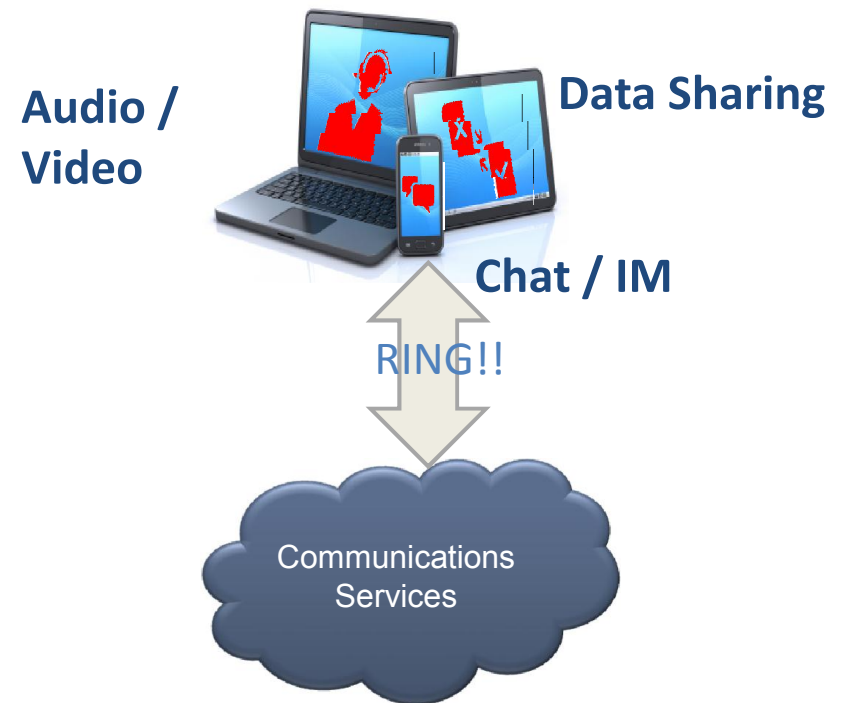 Audio /
Video
Data Sharing
Chat / IM
RING!!
Communications
Services